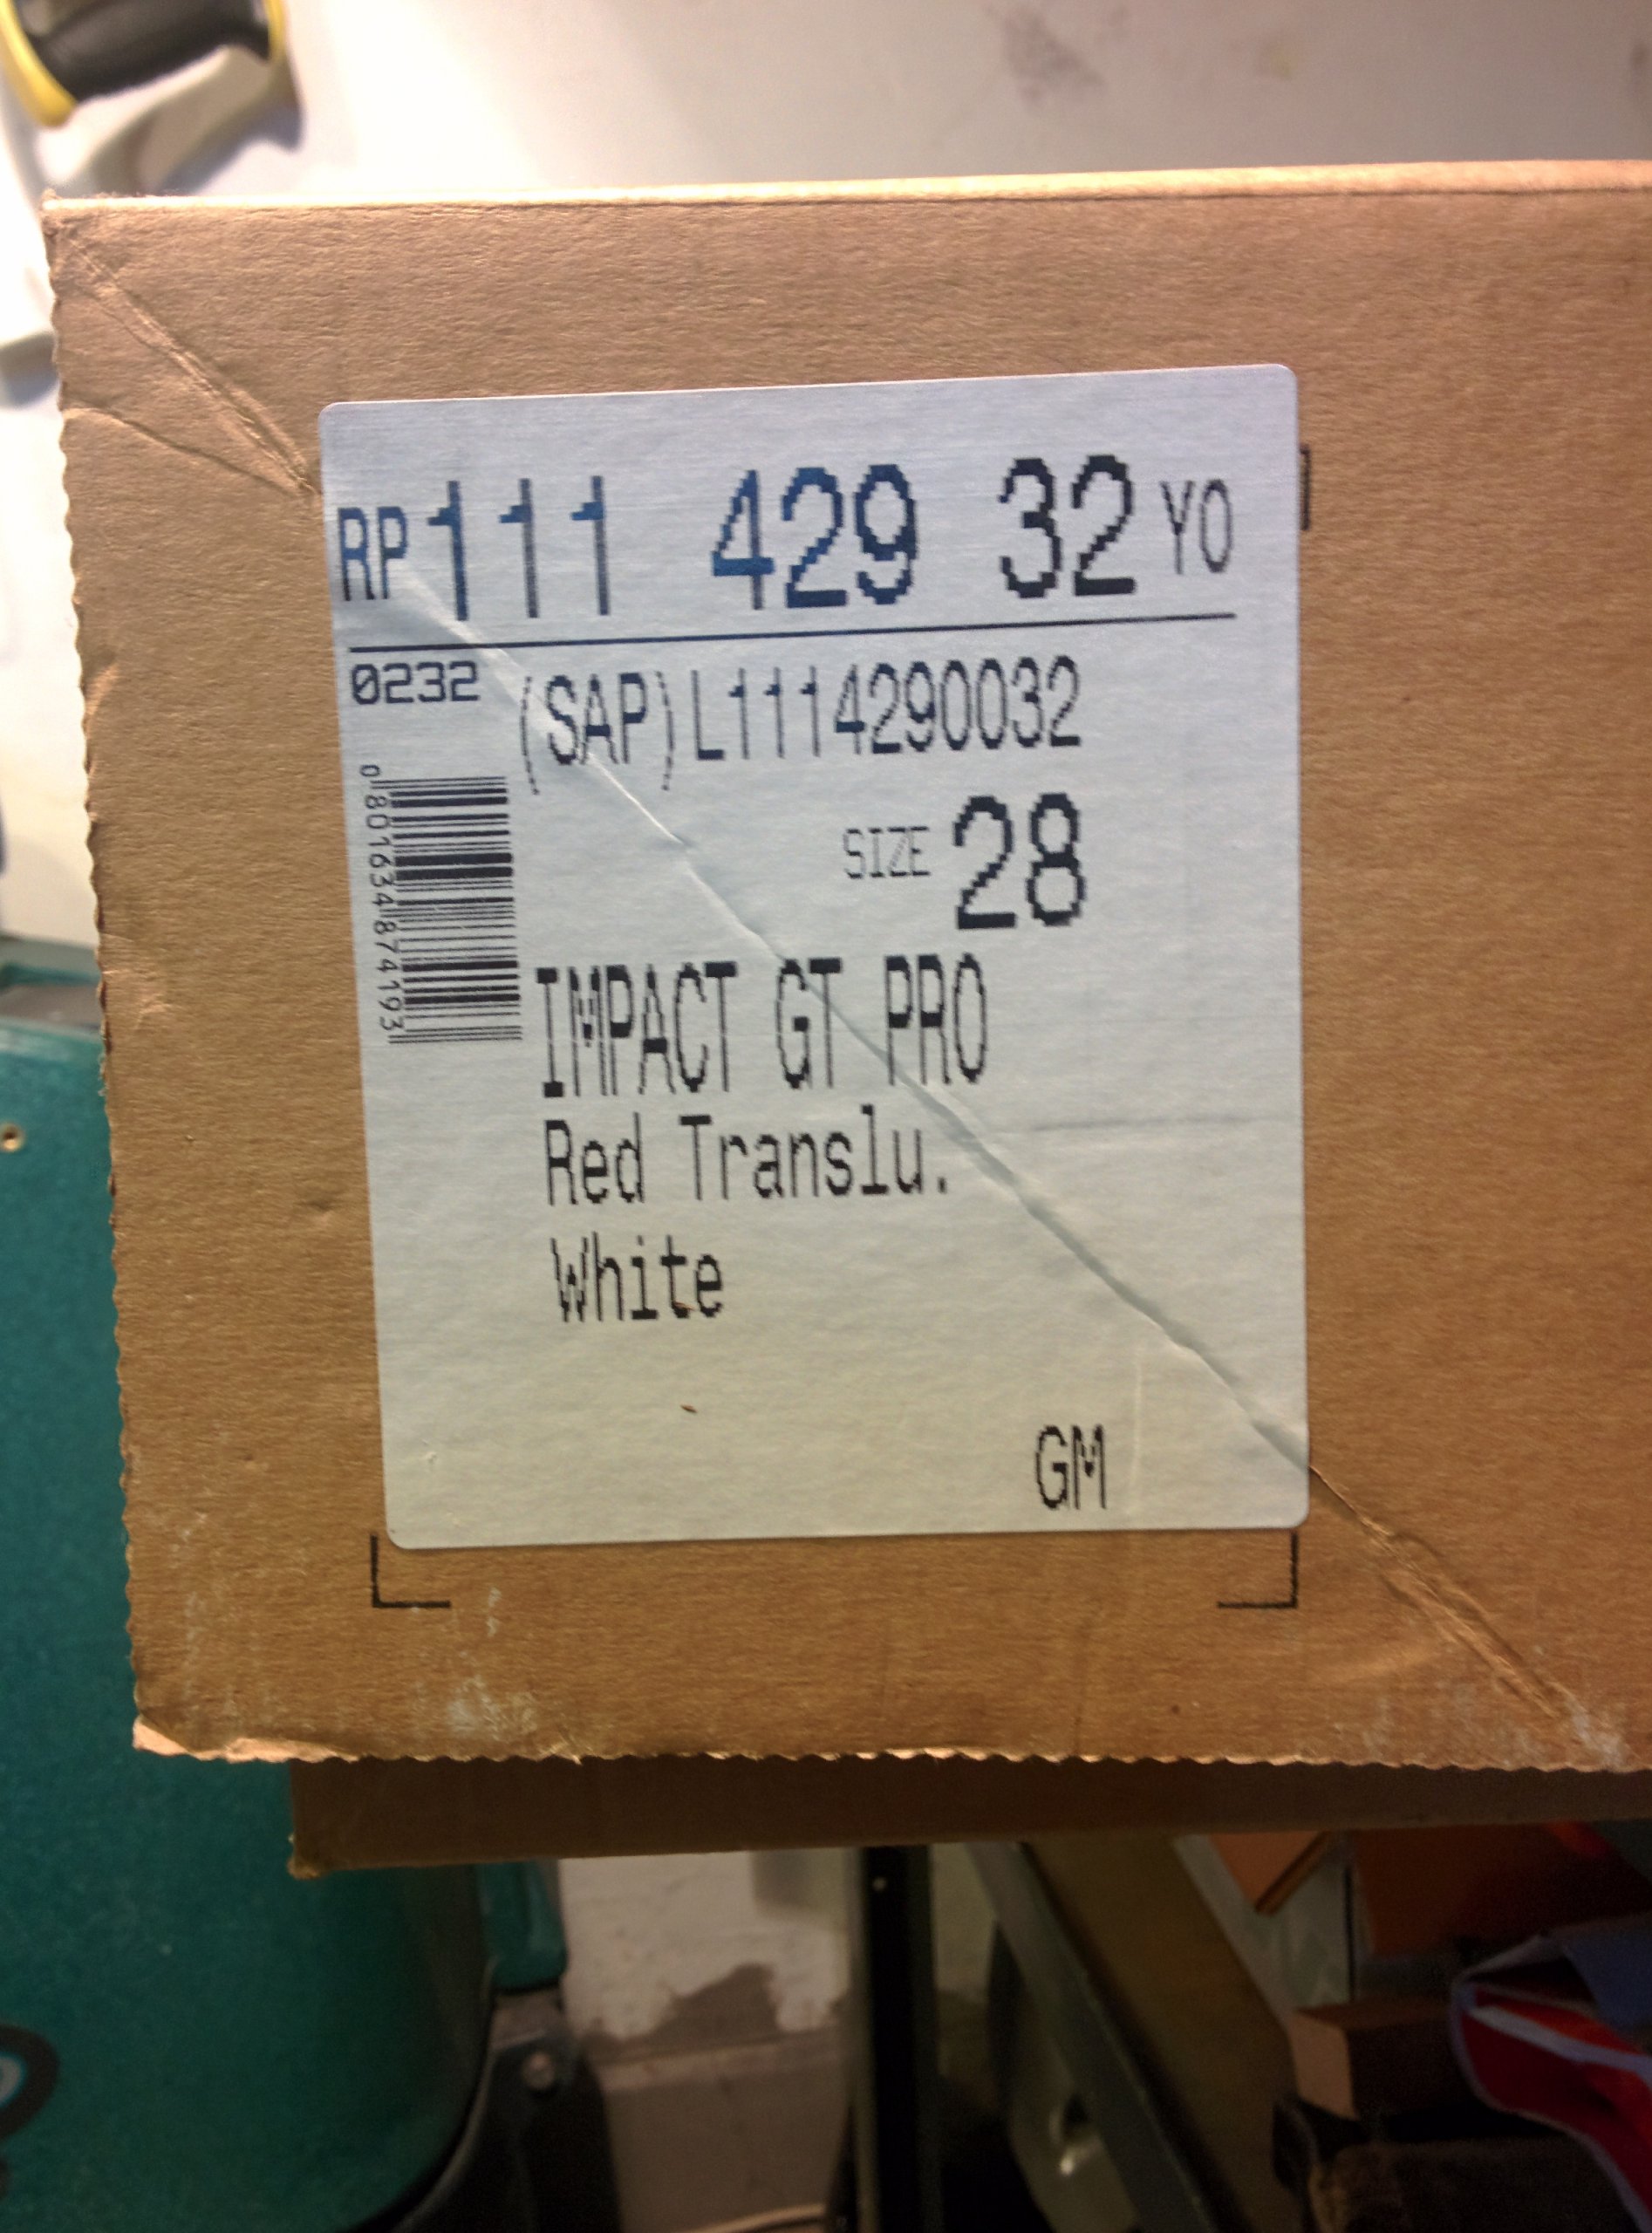 RP 111 429 32 YO
0232
(SAP)L1114290032
0 801634 874193
SIZE 28
IMPACT GT PRO
Red Translu.
White
GM